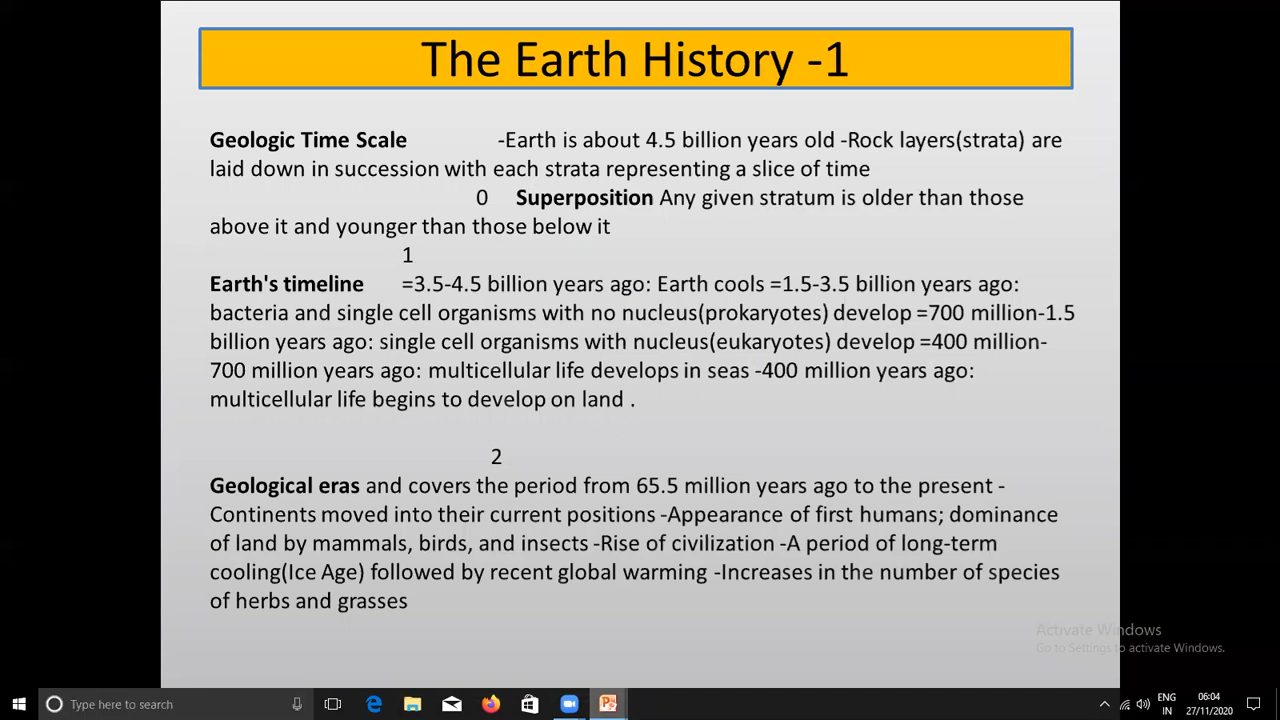 The Earth History -1
Geologic Time Scale -Earth is about 4.5 billion years old -Rock layers(strata) are
laid down in succession with each strata representing a slice of time
0 Superposition Any given stratum is older than those
above it and younger than those below it
1
Earth's timeline =3.5-4.5 billion years ago: Earth cools =1.5-3.5 billion years ago:
bacteria and single cell organisms with no nucleus(prokaryotes) develop =700 million-1.5
billion years ago: single cell organisms with nucleus(eukaryotes) develop =400 million-
700 million years ago: multicellular life develops in seas -400 million years ago:
multicellular life begins to develop on land .
2
Geological eras and covers the period from 65.5 million years ago to the present -
Continents moved into their current positions -Appearance of first humans; dominance
of land by mammals, birds, and insects -Rise of civilization -A period of long-term
cooling(Ice Age) followed by recent global warming -Increases in the number of species
of herbs and grasses
Activate Windows
Go to Settings to activate Windows.
Type here to search
ENG
IN
06:04
27/11/2020